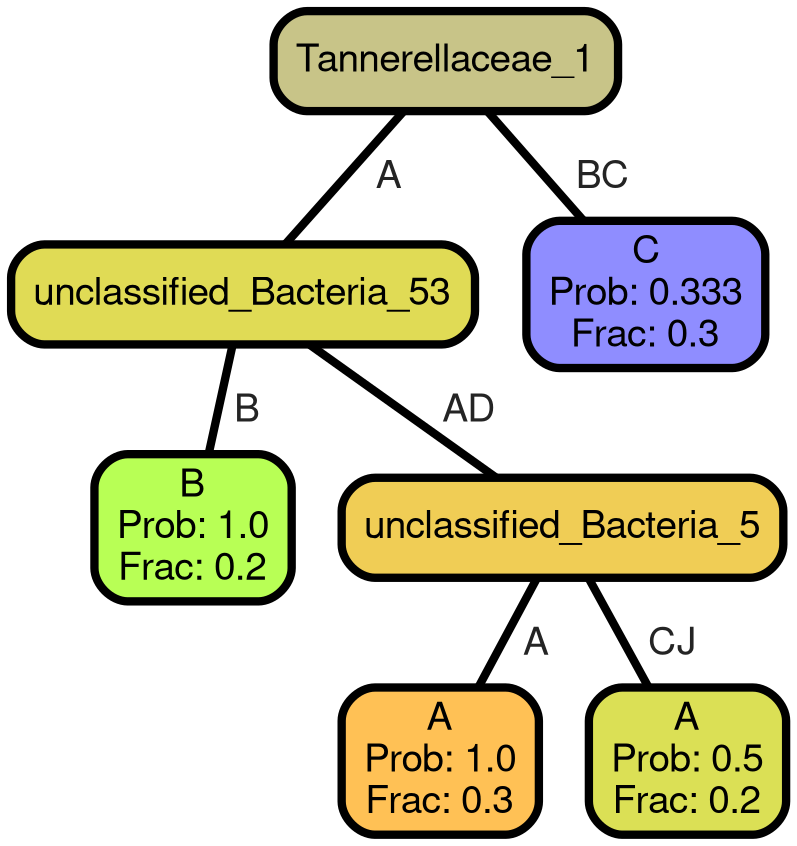 Tannerellaceae_1
A
BC
unclassified_Bacteria_53
C
Prob: 0.333
Frac: 0.3
B
AD
B
Prob: 1.0
Frac: 0.2
unclassified_Bacteria_5
A
CJ
A
Prob: 1.0
Frac: 0.3
A
Prob: 0.5
Frac: 0.2